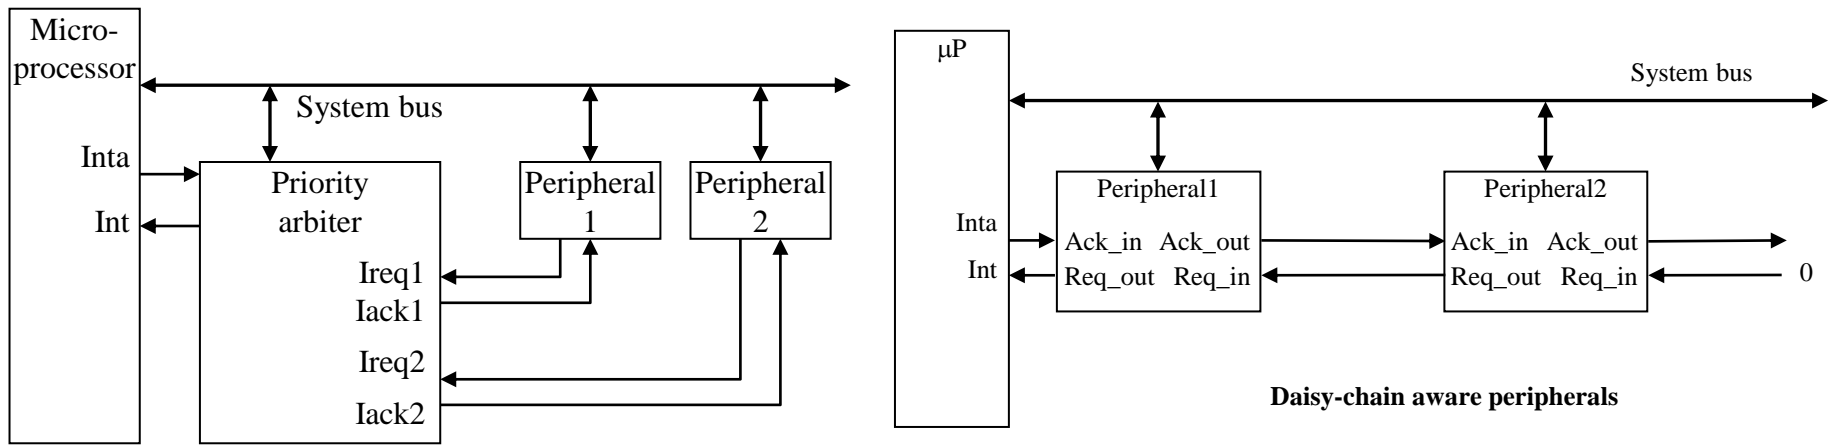 Micro-
processor
System bus
Inta
Int
Priority
arbiter
Ireq1
Iack1
Ireq2
Iack2
Peripheral
1
Peripheral
2
µP
System bus
Inta
Int
Peripheral1
Ack_in Ack_out
Req_out Req_in
Peripheral2
Ack_in Ack_out
Req_out Req_in
0
Daisy-chain aware peripherals